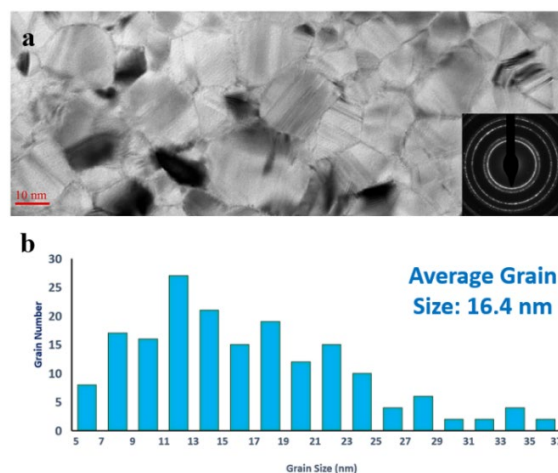 a
10 nm
b
Average Grain
Size: 16.4 nm
30
25
20
15
10
5
0
Grain Number
5 7 9 11 13 15 17 19 21 23 25 27 29 31 33 35 37
Grain Size (nm)